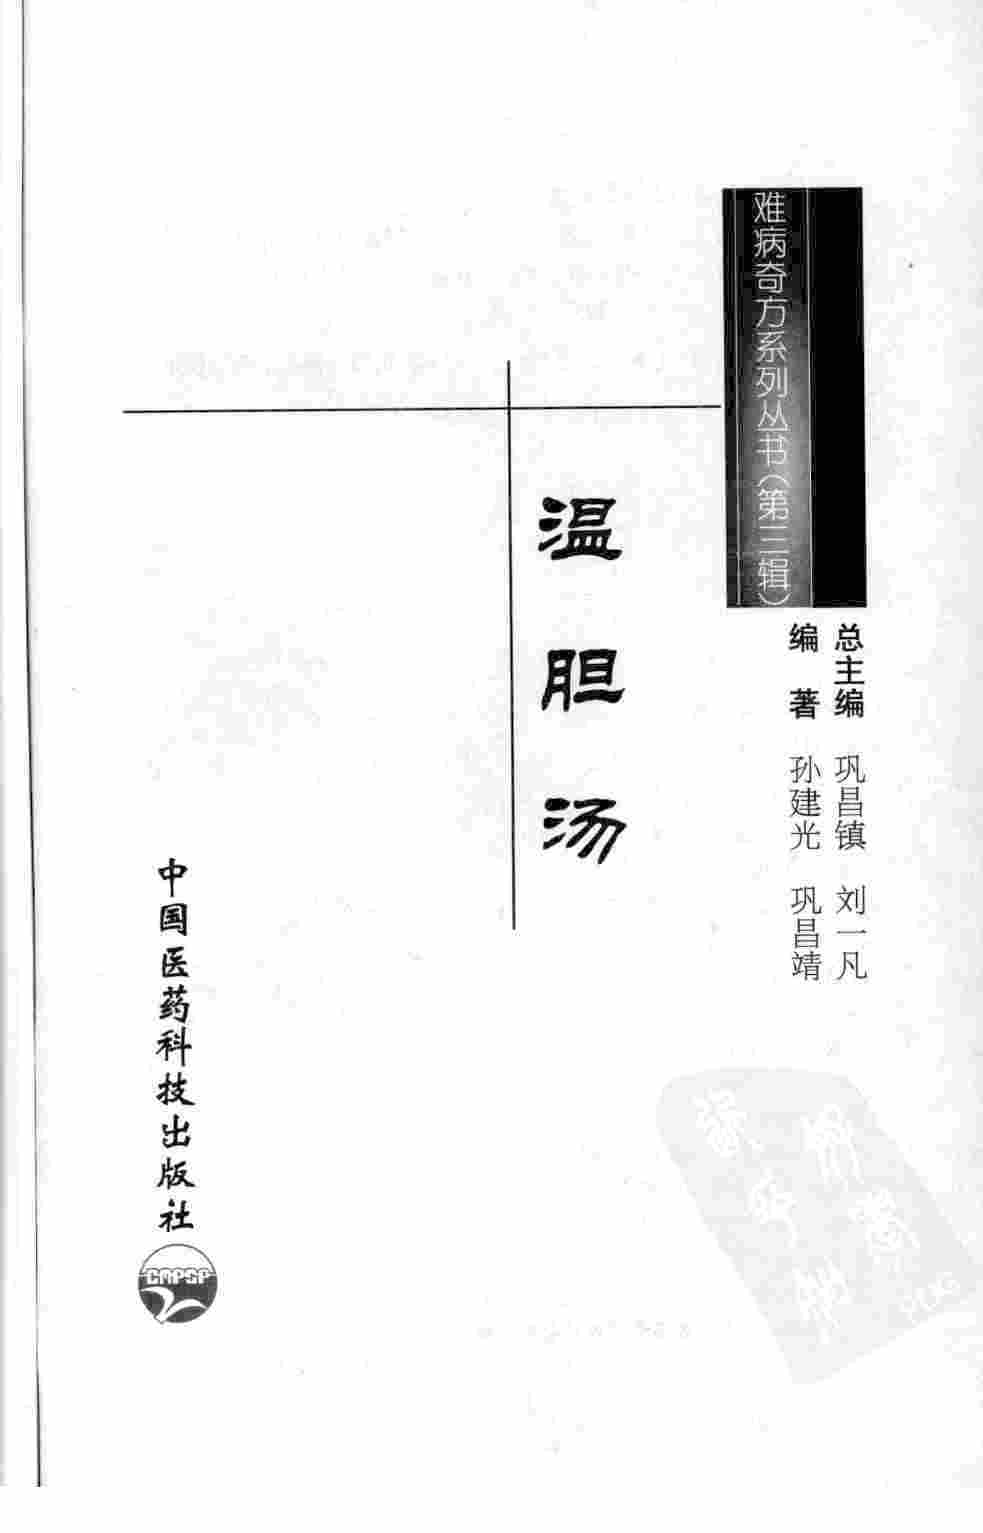 难病奇方系列丛书(第三辑)
总主编 巩昌镇 刘一凡
编 著 孙建光 巩昌靖
温胆汤
中国医药科技出版社
CMPSP